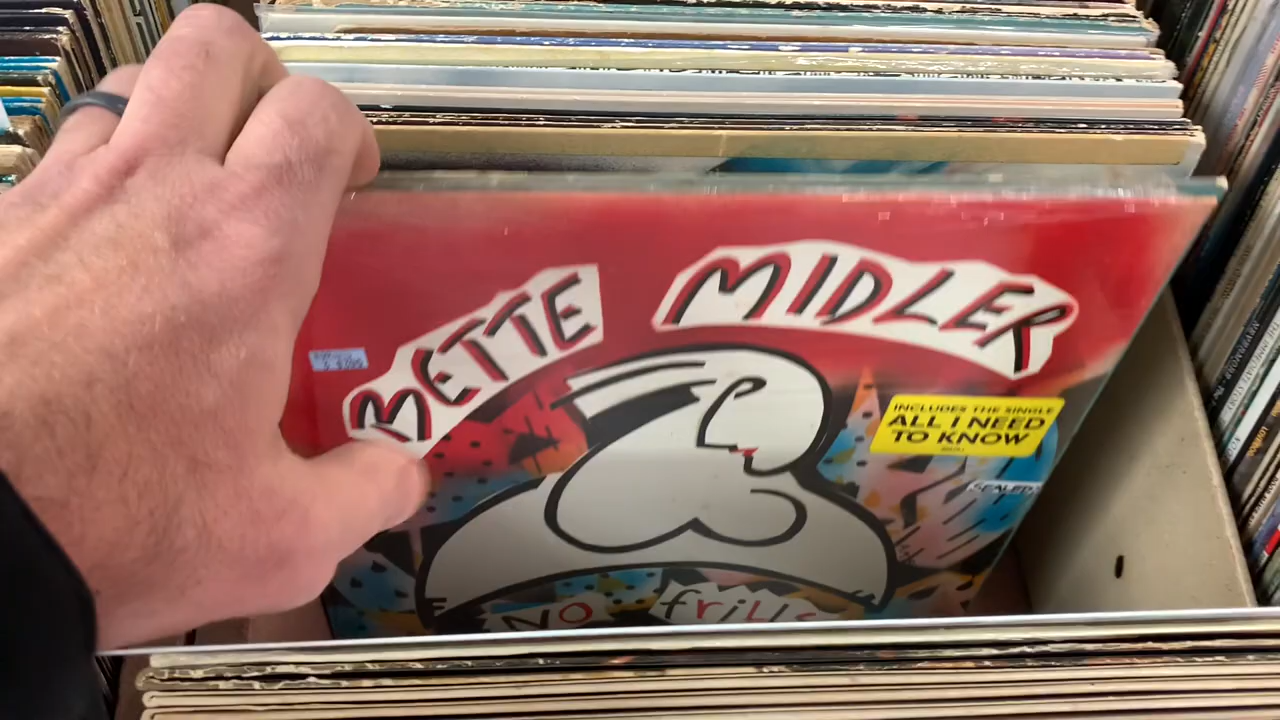 BETTE MIDLER
INCLUDES THE SINGLE
ALL I NEED
TO KNOW
SEALED
NO frills